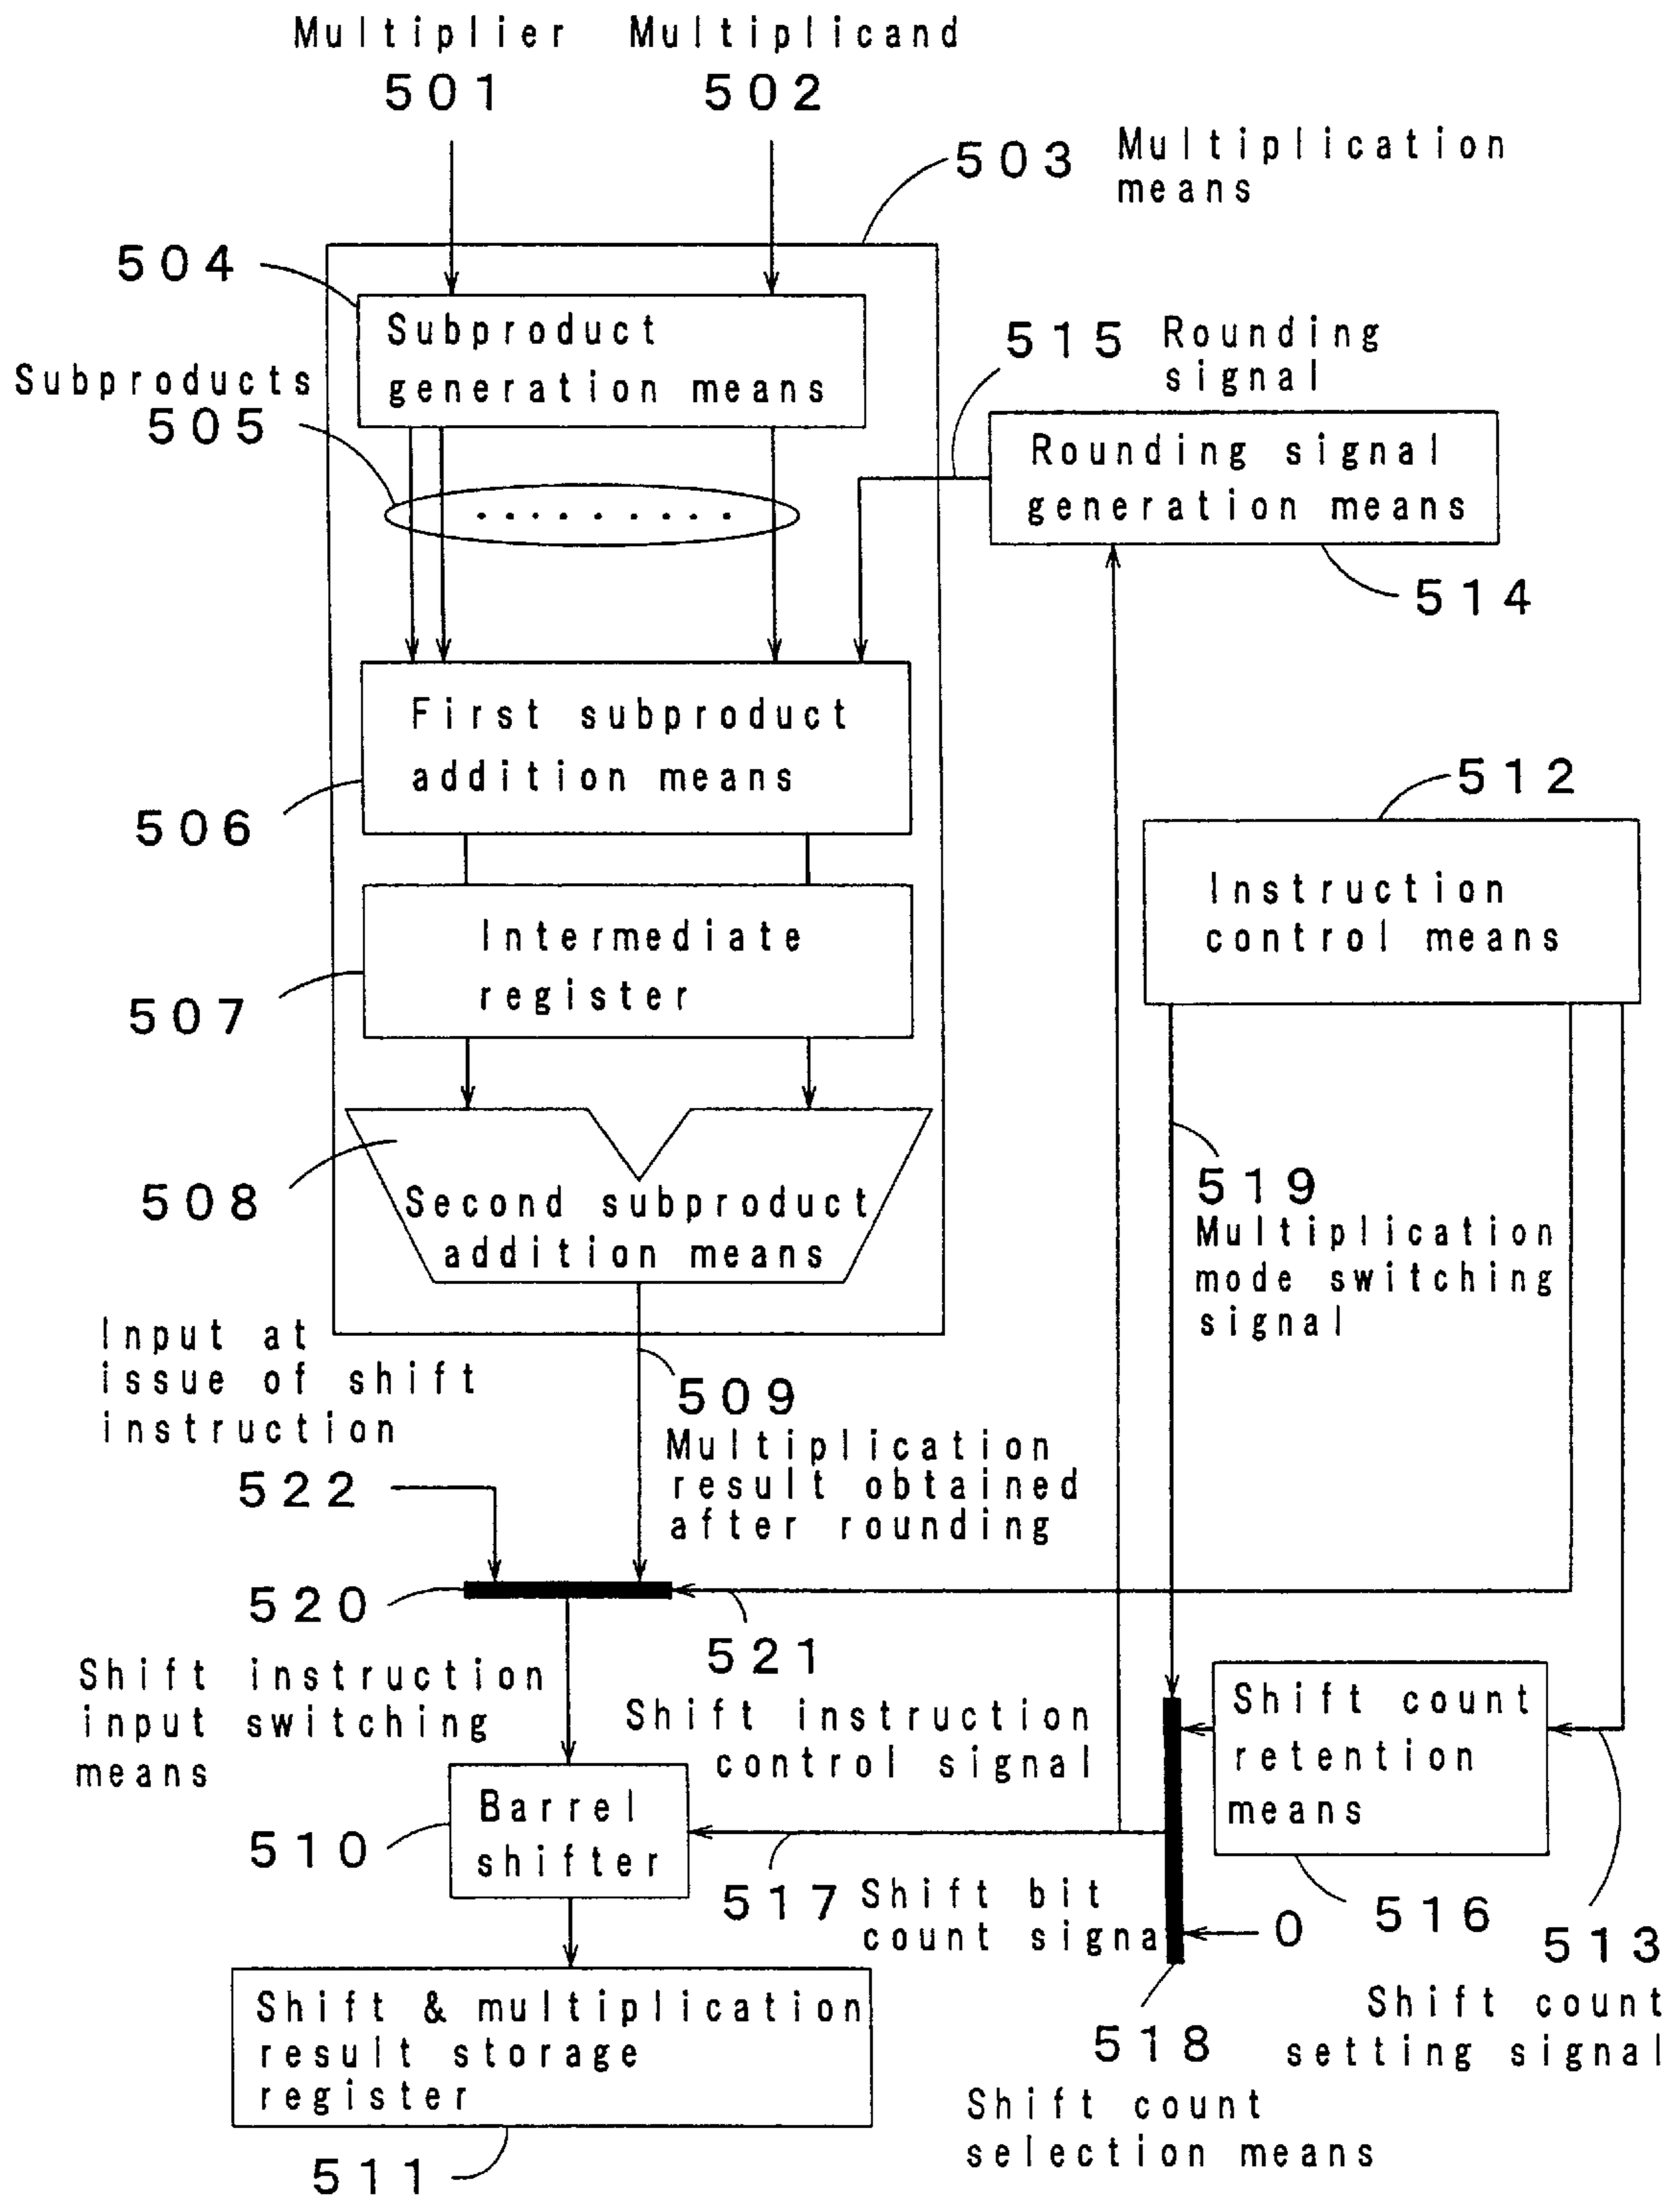 Multiplier
501
Multiplicand
502
503
Multiplication
means
504
Subproduct
generation means
Subproducts
505
515
Rounding
signal
Rounding signal
generation means
514
First subproduct
addition means
506
512
Instruction
control means
Intermediate
register
507
508
Second subproduct
addition means
519
Multiplication
mode switching
signal
Input at
issue of shift
instruction
522
509
Multiplication
result obtained
after rounding
520
521
Shift instruction
input switching
means
Shift instruction
control signal
Shift count
retention
means
Barrel
shifter
510
517
Shift bit
count signa
0
516
513
Shift count
setting signal
518
Shift count
selection means
Shift & multiplication
result storage
register
511